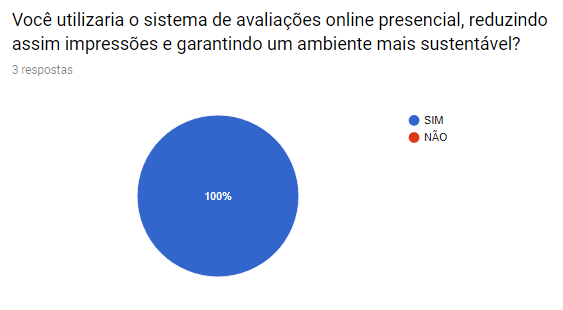 Você utilizaria o sistema de avaliações online presencial, reduzindo
assim impressões e garantindo um ambiente mais sustentável?
3 respostas
SIM
NÃO
100%